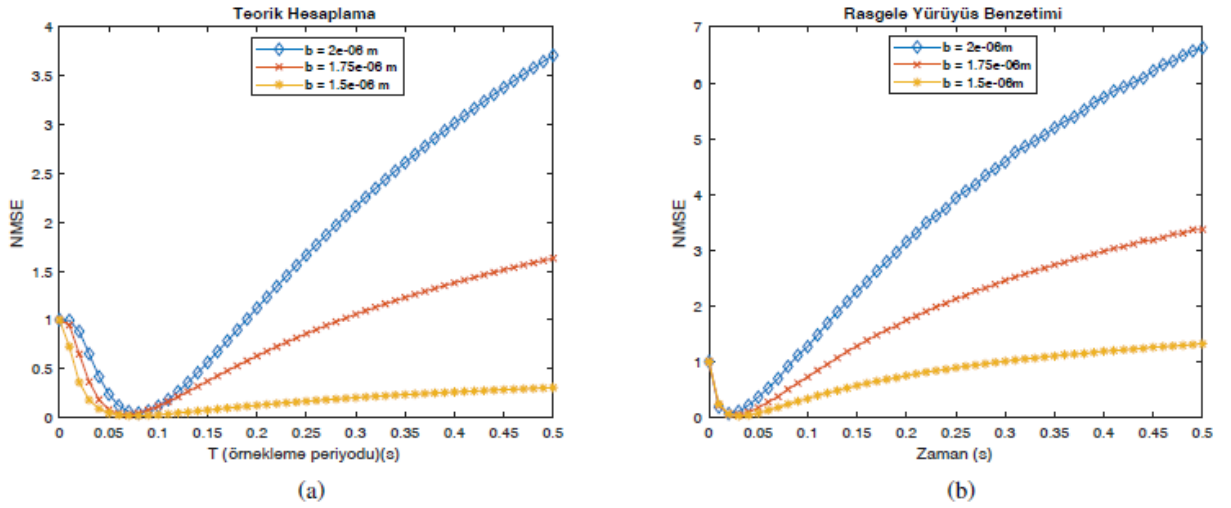 Teorik Hesaplama
b = 2e-06 m
b = 1.75e-06 m
b = 1.5e-06 m
NMSE
4
3.5
3
2.5
2
1.5
1
0.5
0
0 0.05 0.1 0.15 0.2 0.25 0.3 0.35 0.4 0.45 0.5
T (örnekleme periyodu)(s)
(a)
Rasgele Yürüyüs Benzetimi
b = 2e-06m
b = 1.75e-06m
b = 1.5e-06m
NMSE
7
6
5
4
3
2
1
0
0 0.05 0.1 0.15 0.2 0.25 0.3 0.35 0.4 0.45 0.5
Zaman (s)
(b)